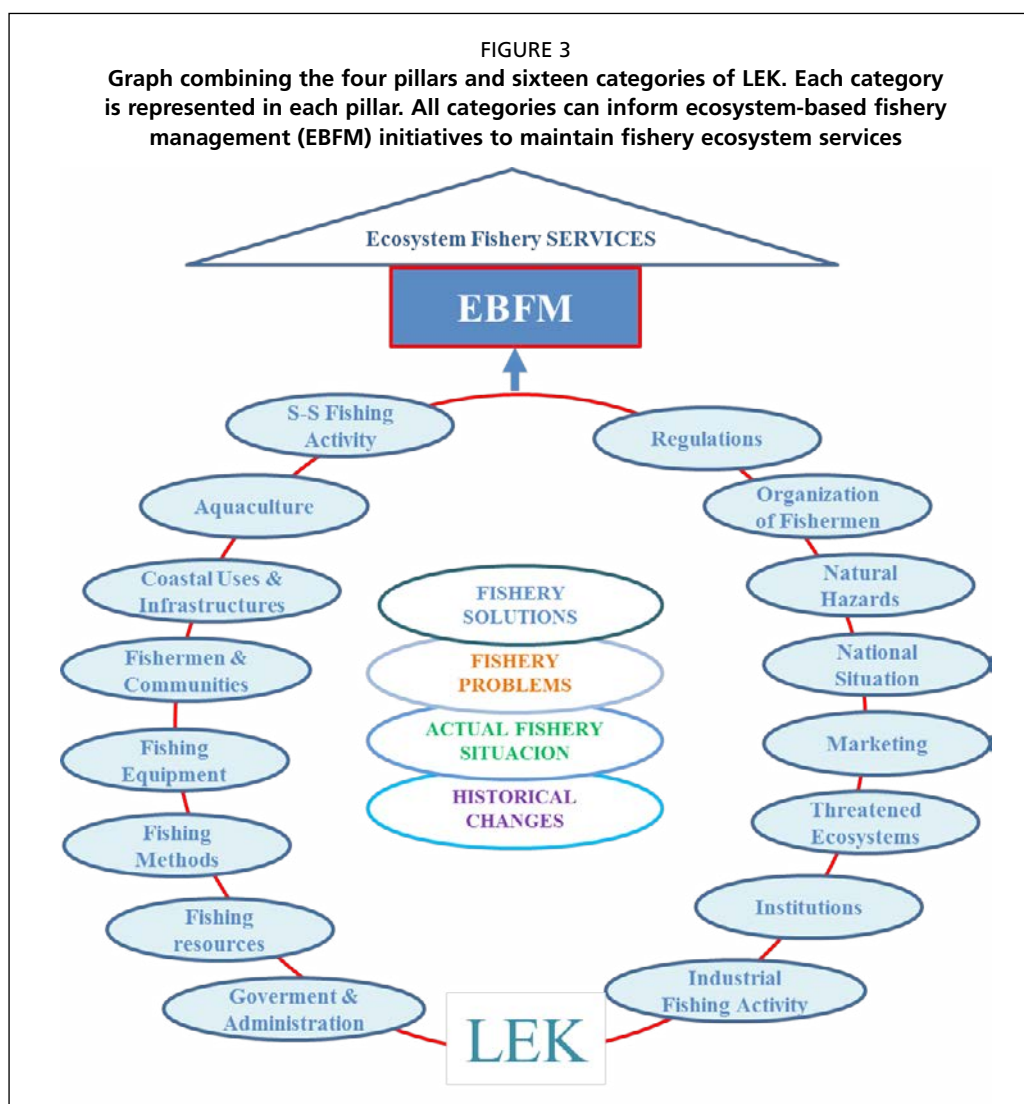 FIGURE 3
Graph combining the four pillars and sixteen categories of LEK. Each category
is represented in each pillar. All categories can inform ecosystem-based fishery
management (EBFM) initiatives to maintain fishery ecosystem services
Ecosystem Fishery SERVICES
EBFM
S-S Fishing
Activity
Regulations
Aquaculture
Organization
of Fishermen
Coastal Uses &
Infrastructures
Natural
Hazards
Fishermen &
Communities
National
Situation
Fishing
Equipment
Marketing
Fishing
Methods
Threatened
Ecosystems
Fishing
resources
Institutions
Goverment &
Administration
Industrial
Fishing Activity
FISHERY
SOLUTIONS
FISHERY
PROBLEMS
ACTUAL FISHERY
SITUACION
HISTORICAL
CHANGES
LEK